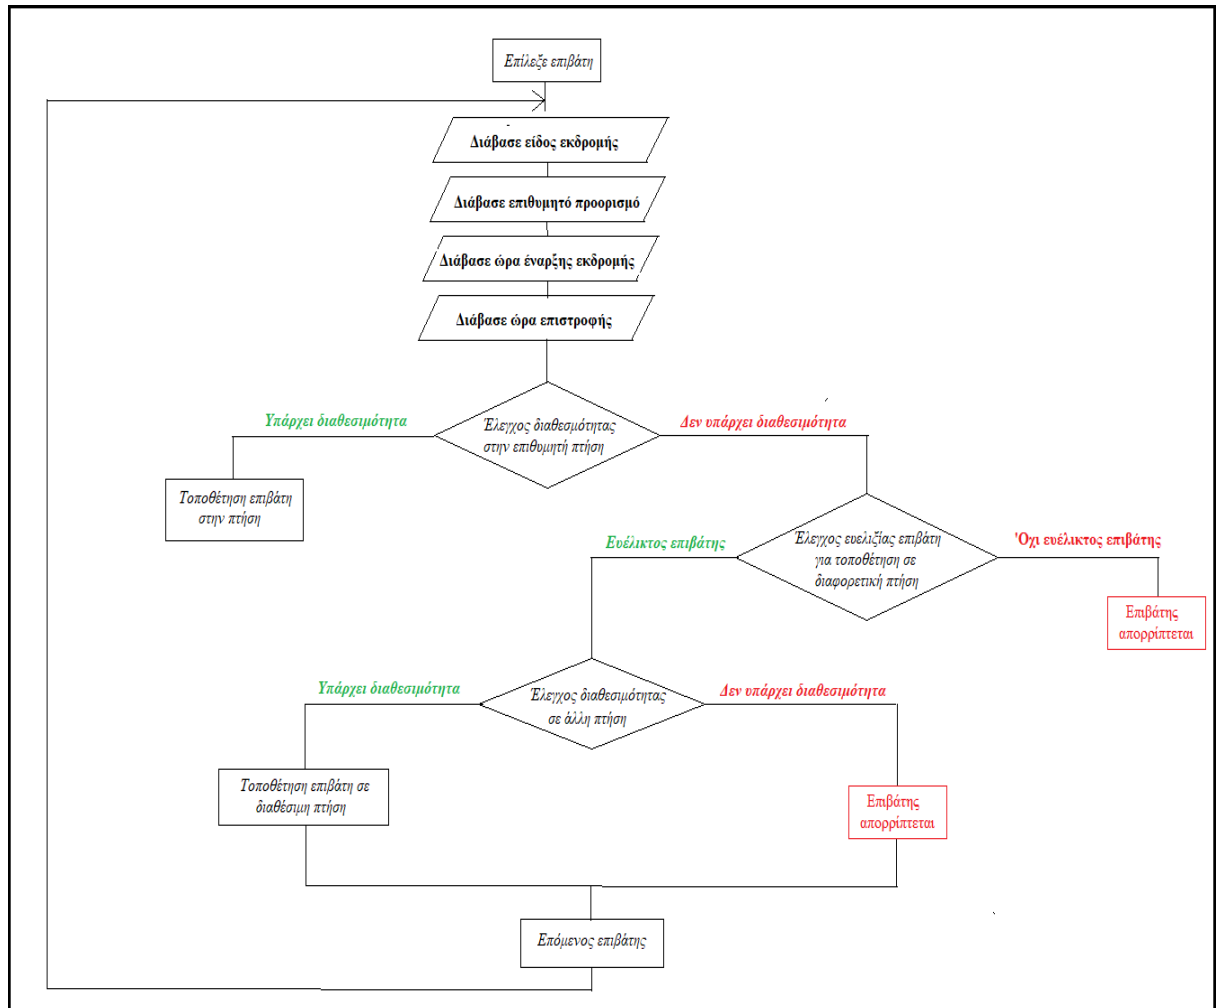 Επίλεξε επιβάτη
Διάβασε είδος εκδρομής
Διάβασε επιθυμητό προορισμό
Διάβασε ώρα έναρξης εκδρομής
Διάβασε ώρα επιστροφής
Υπάρχει διαθεσιμότητα
Έλεγχος διαθεσμότητας
στην επιθυμητή πτήση
Δεν υπάρχει διαθεσιμότητα
Τοποθέτηση επιβάτη
στην πτήση
Ευέλικτος επιβάτης
Έλεγχος ευελιξίας επιβάτη
για τοποθέτηση σε
διαφορετική πτήση
'Οχι ευέλικτος επιβάτης
Επιβάτης
απορρίπτεται
Υπάρχει διαθεσιμότητα
Έλεγχος διαθεσιμότητας
σε άλλη πτήση
Δεν υπάρχει διαθεσιμότητα
Τοποθέτηση επιβάτη σε
διαθέσιμη πτήση
Επιβάτης
απορρίπτεται
Επόμενος επιβάτης